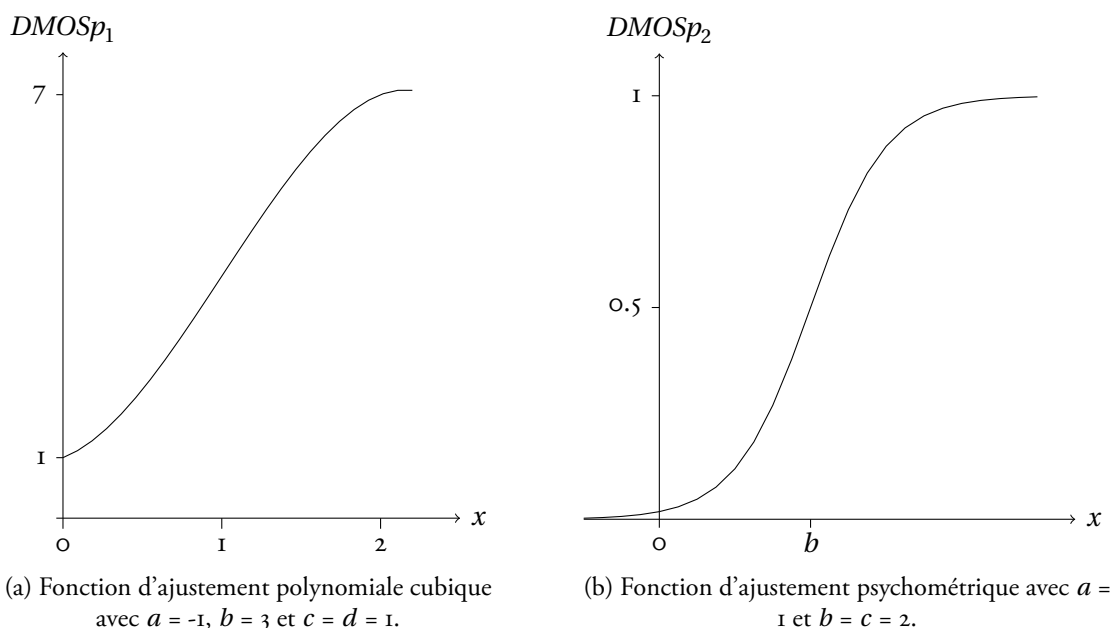 DMOSp1
7
1
0
1
2
x
(a) Fonction d'ajustement polynomiale cubique
avec a = -1, b = 3 et c = d = 1.
DMOSp2
1
0.5
0
b
x
(b) Fonction d'ajustement psychométrique avec a =
1 et b = c = 2.